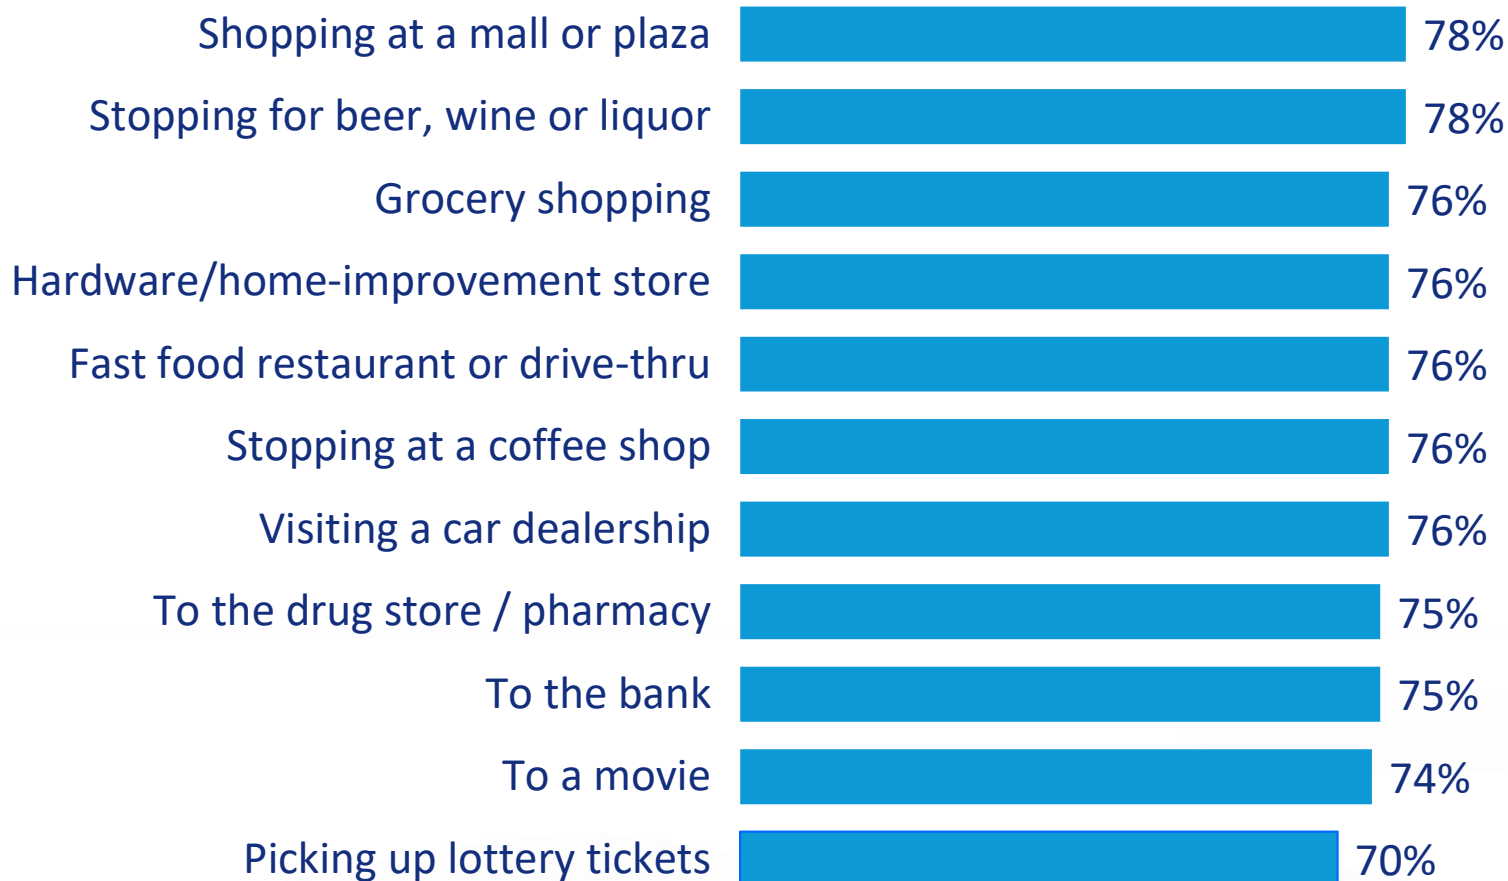 Shopping at a mall or plaza 78%
Stopping for beer, wine or liquor 78%
Grocery shopping 76%
Hardware/home-improvement store 76%
Fast food restaurant or drive-thru 76%
Stopping at a coffee shop 76%
Visiting a car dealership 76%
To the drug store / pharmacy 75%
To the bank 75%
To a movie 74%
Picking up lottery tickets 70%